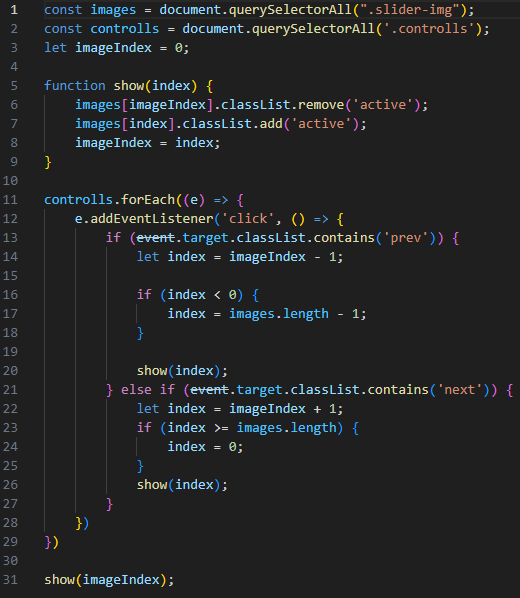 1 const images = document.querySelectorAll(".slider-img");
2 const controlls = document.querySelectorAll('.controlls');
3 let imageIndex = 0;
4
5 function show(index) {
6     images[imageIndex].classList.remove('active');
7     images[index].classList.add('active');
8     imageIndex = index;
9 }
10
11 controlls.forEach((e) => {
12     e.addEventListener('click', () => {
13         if (event.target.classList.contains('prev')) {
14             let index = imageIndex - 1;
15
16             if (index < 0) {
17                 index = images.length - 1;
18             }
19
20             show(index);
21         } else if (event.target.classList.contains('next')) {
22             let index = imageIndex + 1;
23             if (index >= images.length) {
24                 index = 0;
25             }
26             show(index);
27         }
28     })
29 })
30
31 show(imageIndex);